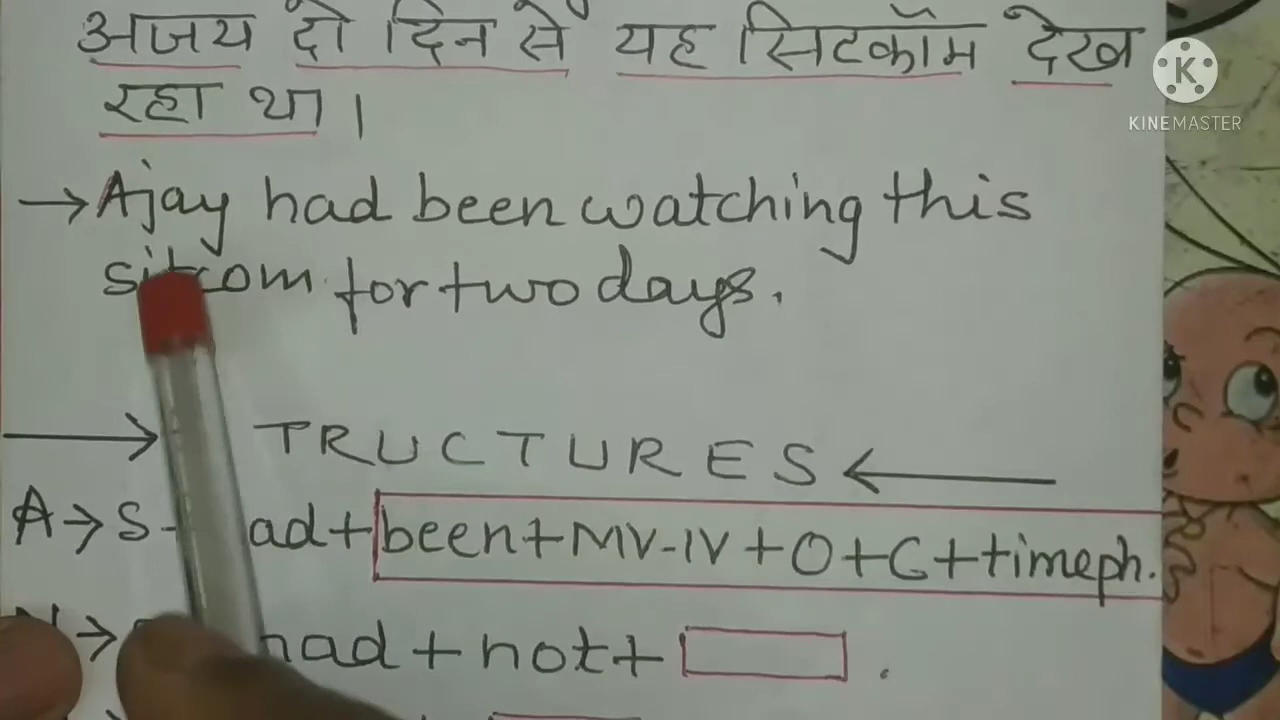 अजय दो दिन से यह सिटकॉम देख
रहा था।
K
KINEMASTER
→Ajay had been watching this
sitcom for two days.
→ TRUCTURES ←
A→S ad+been+MV-IV+O+C+timeph.
→ had+not+ .